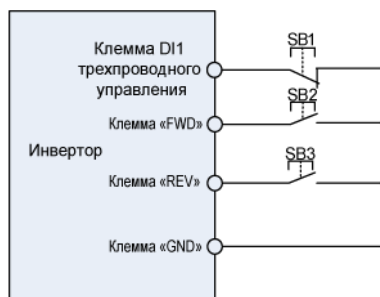 Клемма DI1
трехпроводного
управления
SB1
Клемма «FWD»
SB2
Инвертор
Клемма «REV»
SB3
Клемма «GND»